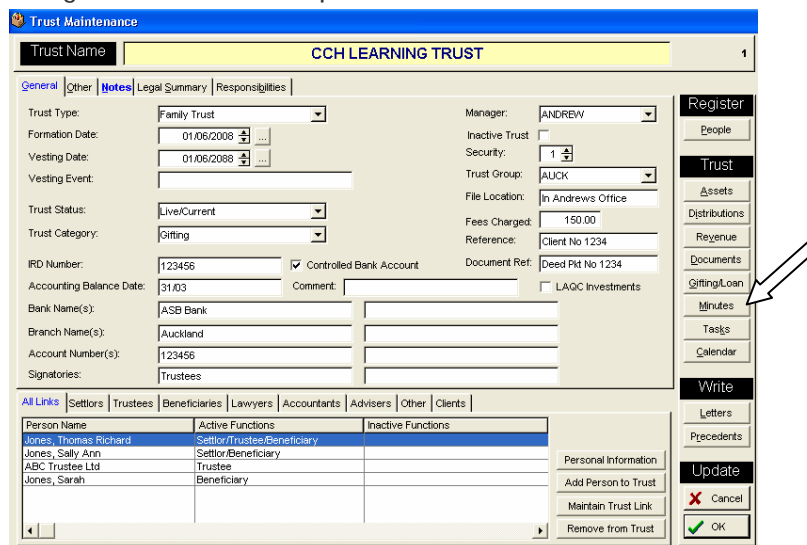 Trust Maintenance
Trust Name CCH LEARNING TRUST 1
General Other Notes Legal Summary Responsibilities
Trust Type: Family Trust Manager: ANDREW
Formation Date: 01/06/2008 ... Inactive Trust
Vesting Date: 01/06/2008 ... Security: 1
Vesting Event: Trust Group: AUCK
File Location: In Andrews Office
Trust Status: Live/Current Fees Charged: 150.00
Trust Category: Gifting Reference: Client No 1234
IRD Number: 123456 Controlled Bank Account Document Ref: Deed Pkt No 1234
Accounting Balance Date: 31/03 Comment: LAQC Investments
Bank Name(s): ASB Bank
Branch Name(s): Auckland
Account Number(s): 123456
Signatories: Trustees
All Links Settlors Trustees Beneficiaries Lawyers Accountants Advisers Other Clients
Person Name Active Functions Inactive Functions
Jones, Thomas Richard Settlor/Trustee/Beneficiary
Jones, Sally Ann Settlor/Beneficiary
ABC Trustee Ltd Trustee
Jones, Sarah Beneficiary
Personal Information
Add Person to Trust
Maintain Trust Link
Remove from Trust
Register
People
Trust
Assets
Distributions
Revenue
Documents
Gifting/Loan
Minutes
Tasks
Calendar
Write
Letters
Precedents
Update
Cancel
OK